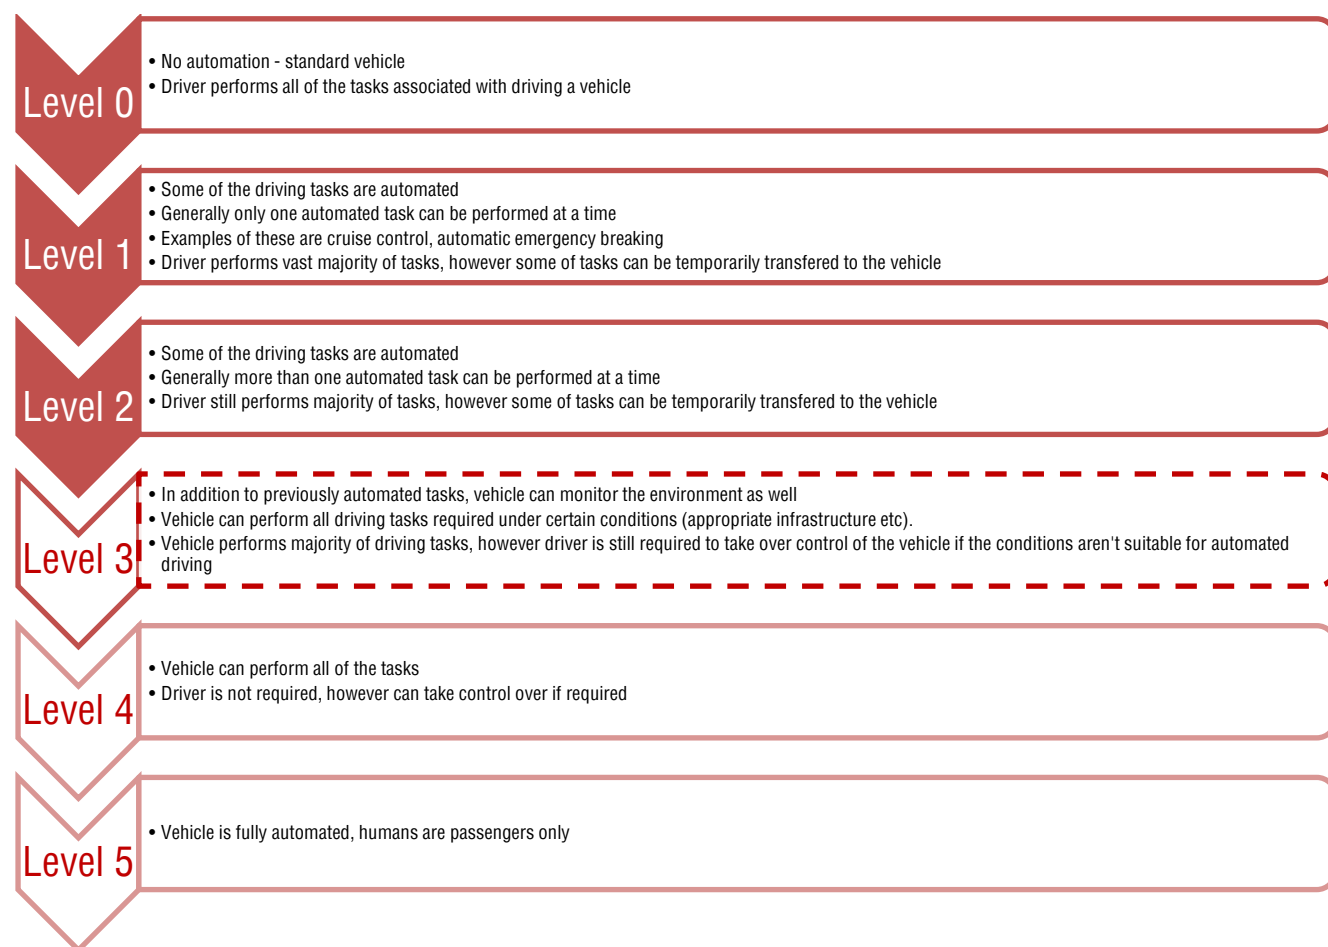 Level 0
• No automation - standard vehicle
• Driver performs all of the tasks associated with driving a vehicle
Level 1
• Some of the driving tasks are automated
• Generally only one automated task can be performed at a time
• Examples of these are cruise control, automatic emergency breaking
• Driver performs vast majority of tasks, however some of tasks can be temporarily transfered to the vehicle
Level 2
• Some of the driving tasks are automated
• Generally more than one automated task can be performed at a time
• Driver still performs majority of tasks, however some of tasks can be temporarily transfered to the vehicle
Level 3
• In addition to previously automated tasks, vehicle can monitor the environment as well
• Vehicle can perform all driving tasks required under certain conditions (appropriate infrastructure etc).
• Vehicle performs majority of driving tasks, however driver is still required to take over control of the vehicle if the conditions aren't suitable for automated
driving
Level 4
• Vehicle can perform all of the tasks
• Driver is not required, however can take control over if required
Level 5
• Vehicle is fully automated, humans are passengers only